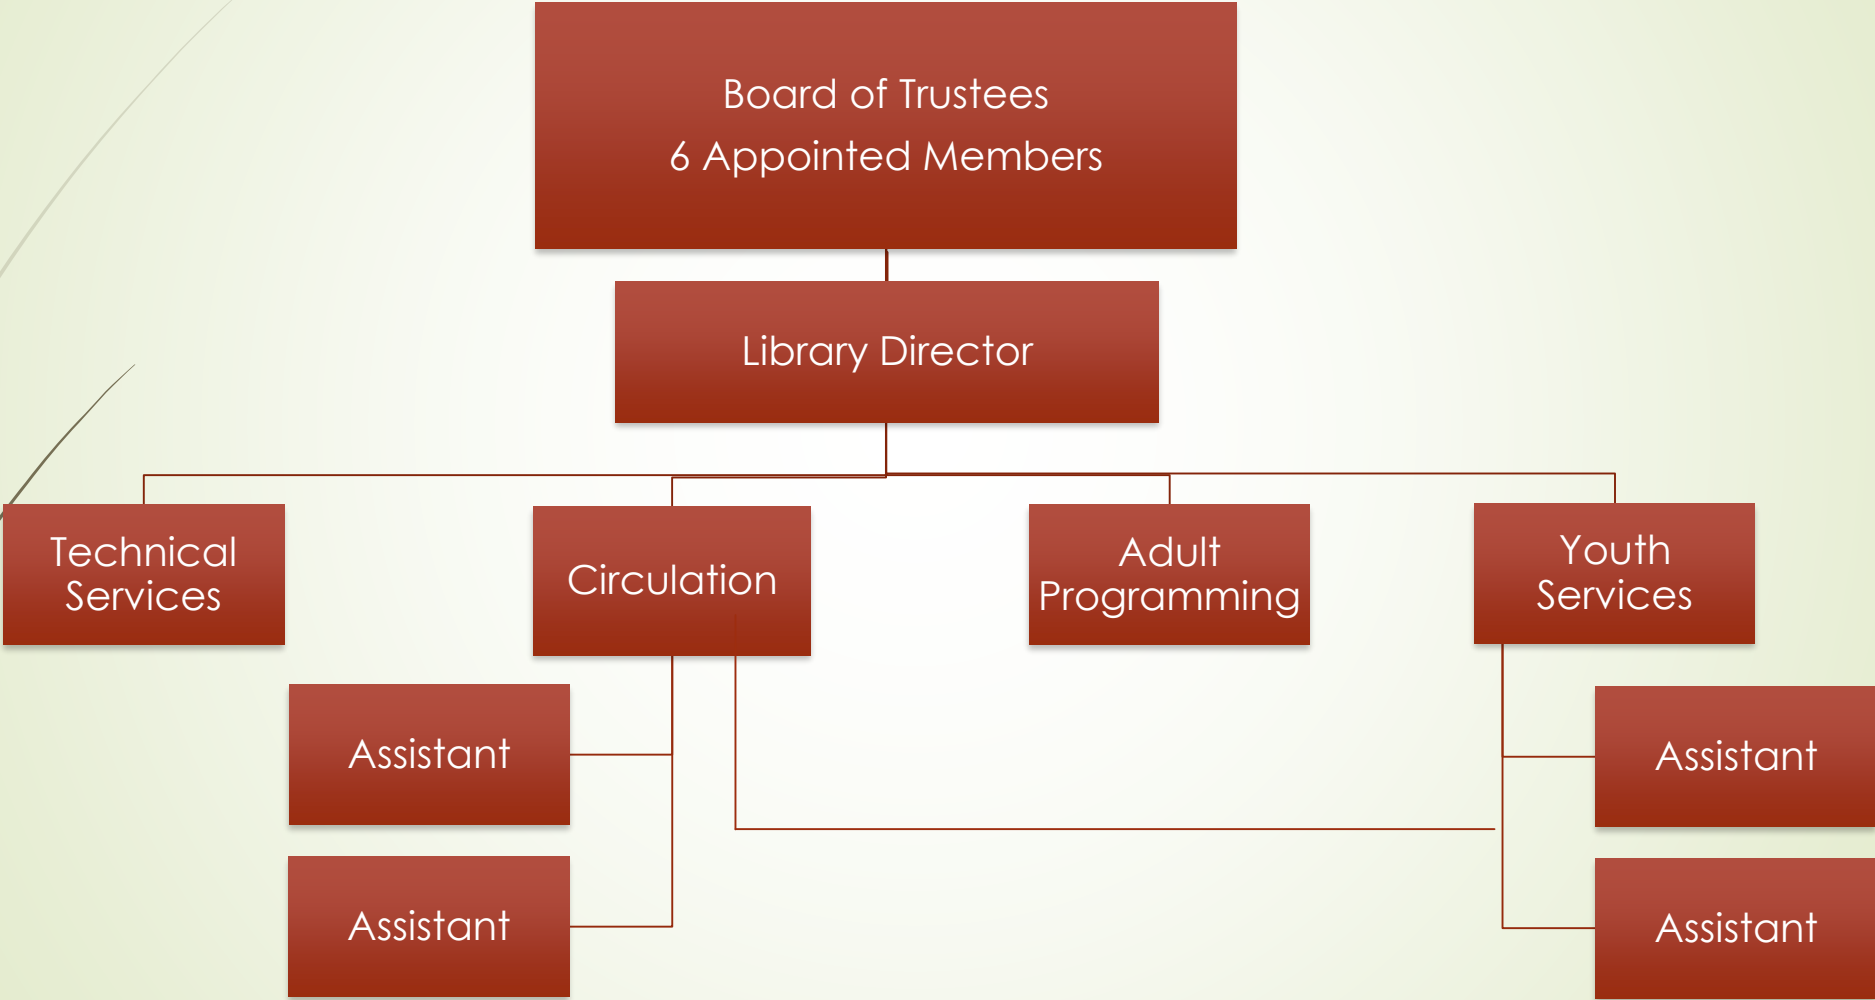 Board of Trustees
6 Appointed Members
Library Director
Technical
Services
Circulation
Adult
Programming
Youth
Services
Assistant
Assistant
Assistant
Assistant